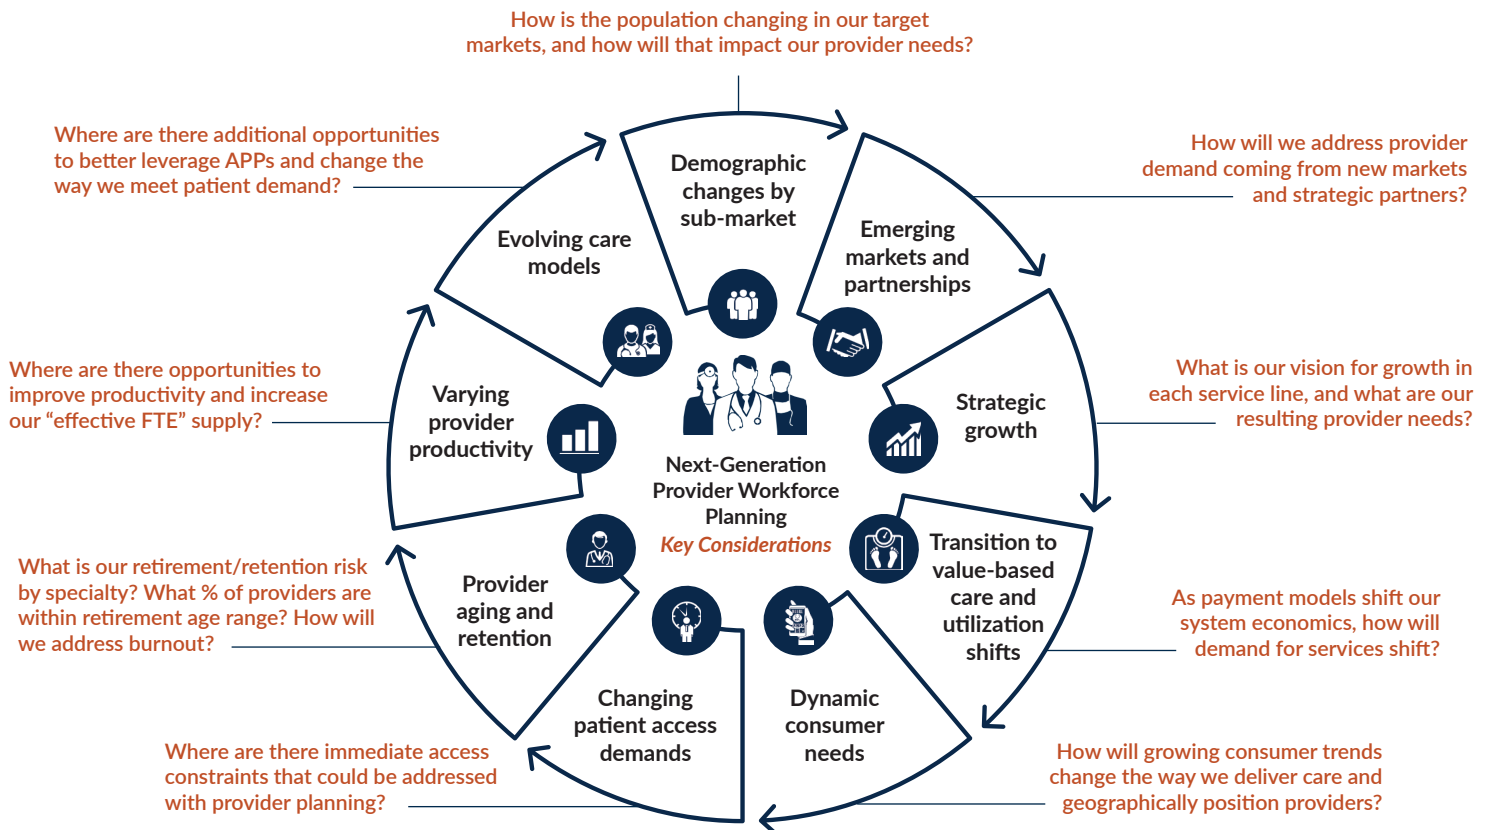 How is the population changing in our target
markets, and how will that impact our provider needs?
Where are there additional opportunities
to better leverage APPs and change the
way we meet patient demand?
How will we address provider
demand coming from new markets
and strategic partners?
Demographic
changes by
sub-market
Emerging
markets and
partnerships
Evolving care
models
Where are there opportunities to
improve productivity and increase
our “effective FTE” supply?
What is our vision for growth in
each service line, and what are our
resulting provider needs?
Varying
provider
productivity
Strategic
growth
Next-Generation
Provider Workforce
Planning
Key Considerations
What is our retirement/retention risk
by specialty? What % of providers are
within retirement age range? How will
we address burnout?
Provider
aging and
retention
Transition to
value-based
care and
utilization
shifts
As payment models shift our
system economics, how will
demand for services shift?
Changing
patient access
demands
Dynamic
consumer
needs
Where are there immediate access
constraints that could be addressed
with provider planning?
How will growing consumer trends
change the way we deliver care and
geographically position providers?